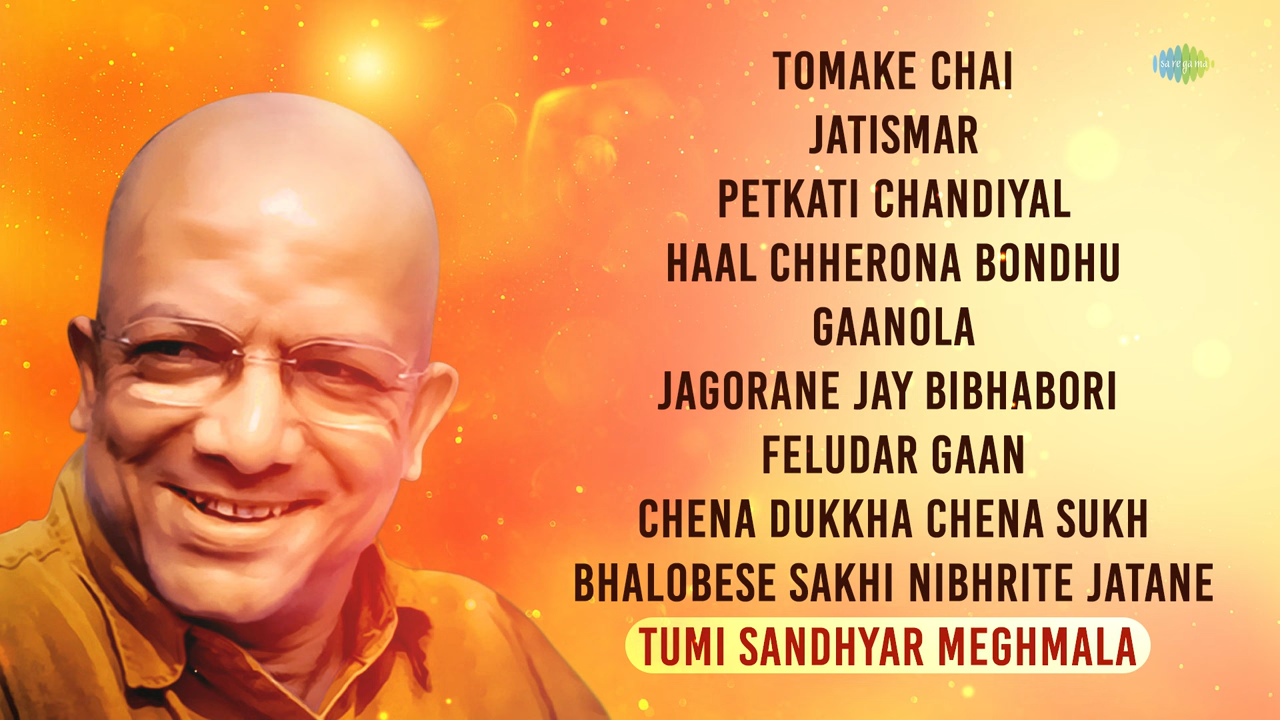 TOMAKE CHAI
saregama
JATISMAR
PETKATI CHANDIYAL
HAAL CHHERONA BONDHU
GAANOLA
JAGORANE JAY BIBHABORI
FELUDAR GAAN
CHENA DUKKHA CHENA SUKH
BHALOBESE SAKHI NIBHRITE JATANE
TUMI SANDHYAR MEGHMALA